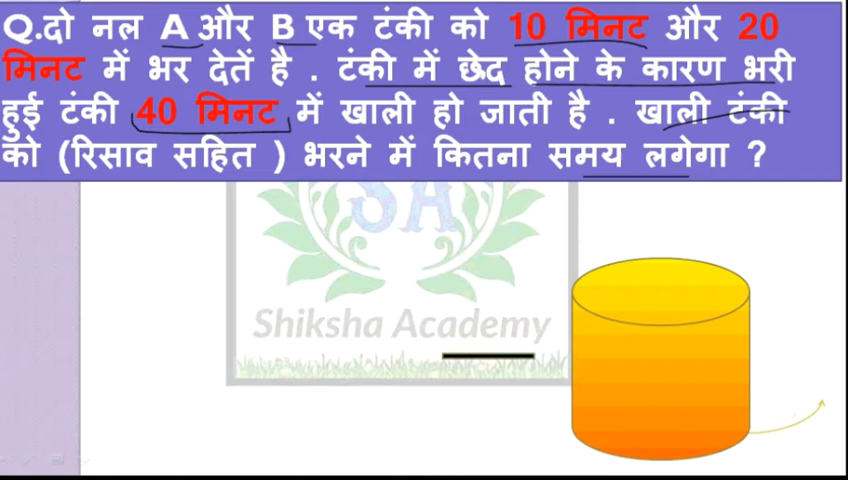 Q.दो नल A और B एक टंकी को 10 मिनट और 20
मिनट में भर देतें है . टंकी में छेद होने के कारण भरी
हुई टंकी 40 मिनट में खाली हो जाती है . खाली टंकी
को (रिसाव सहित ) भरने में कितना समय लगेगा ?
SA
Shiksha Academy